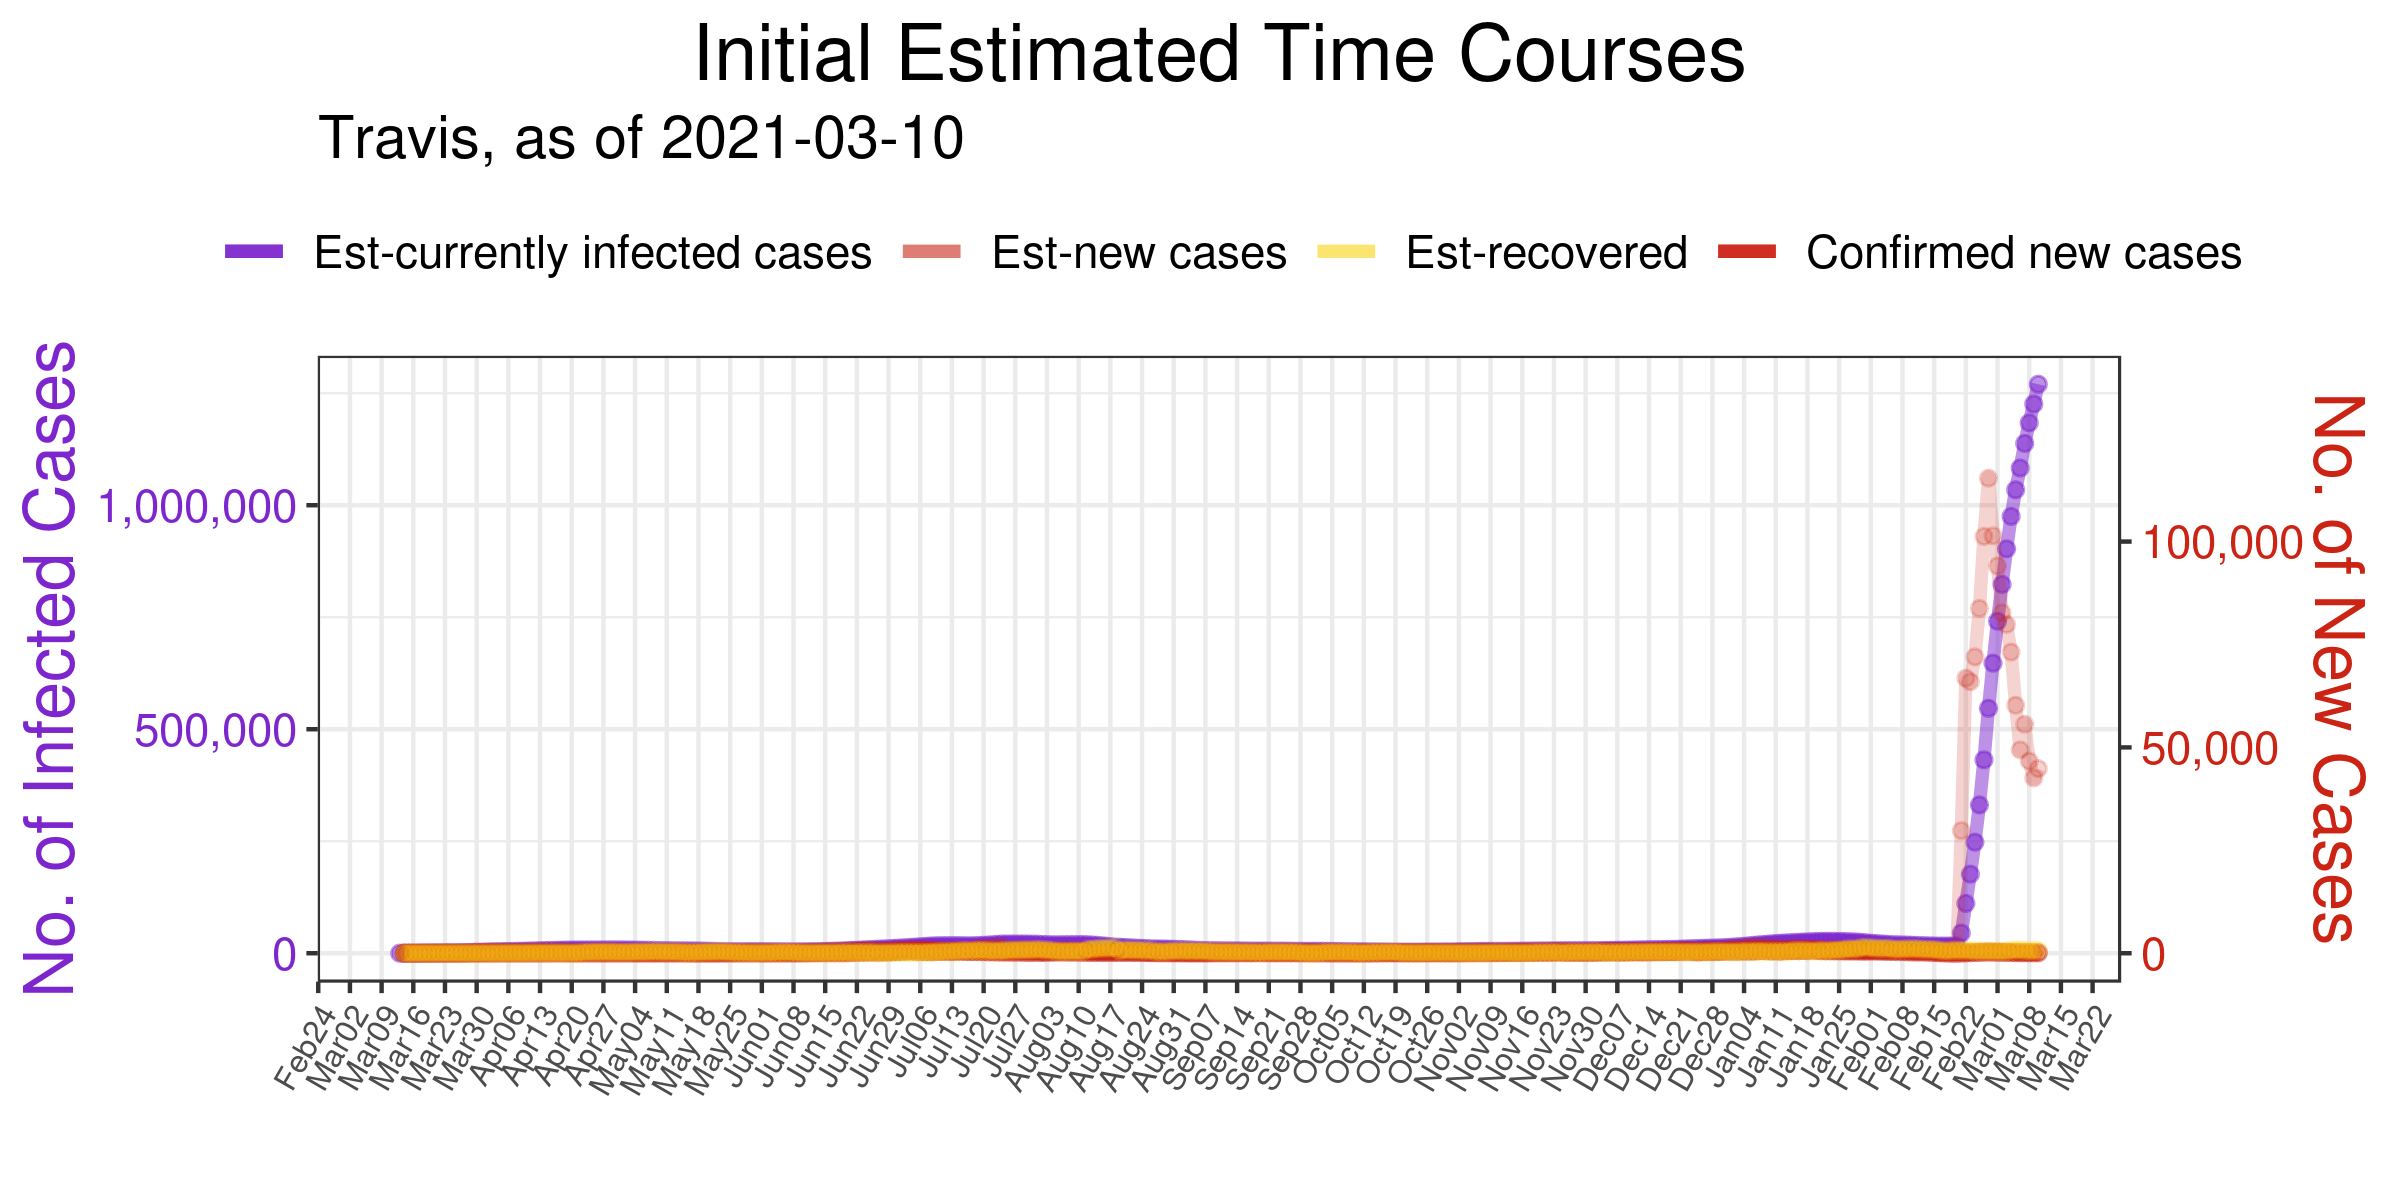 Initial Estimated Time Courses
Travis, as of 2021-03-10
Est-currently infected cases Est-new cases Est-recovered Confirmed new cases
No. of Infected Cases
1,000,000
500,000
0
100,000
50,000
0
No. of New Cases
Feb24 Mar02 Mar09 Mar16 Mar23 Mar30 Apr06 Apr13 Apr20 Apr27 May04 May11 May18 May25 Jun01 Jun08 Jun15 Jun22 Jun29 Jul06 Jul13 Jul20 Jul27 Aug03 Aug10 Aug17 Aug24 Aug31 Sep07 Sep14 Sep21 Sep28 Oct05 Oct12 Oct19 Oct26 Nov02 Nov09 Nov16 Nov23 Nov30 Dec07 Dec14 Dec21 Dec28 Jan04 Jan11 Jan18 Jan25 Feb01 Feb08 Feb15 Feb22 Mar01 Mar08 Mar15 Mar22